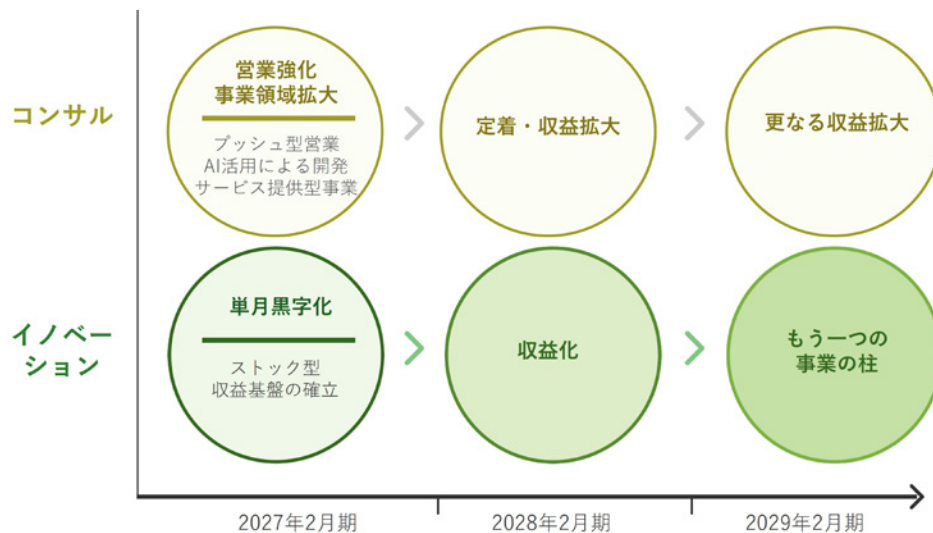 コンサル
営業強化
事業領域拡大
プッシュ型営業
AI活用による開発
サービス提供型事業
定着・収益拡大
更なる収益拡大
イノベー
ション
単月黒字化
ストック型
収益基盤の確立
収益化
もう一つの
事業の柱
2027年2月期
2028年2月期
2029年2月期